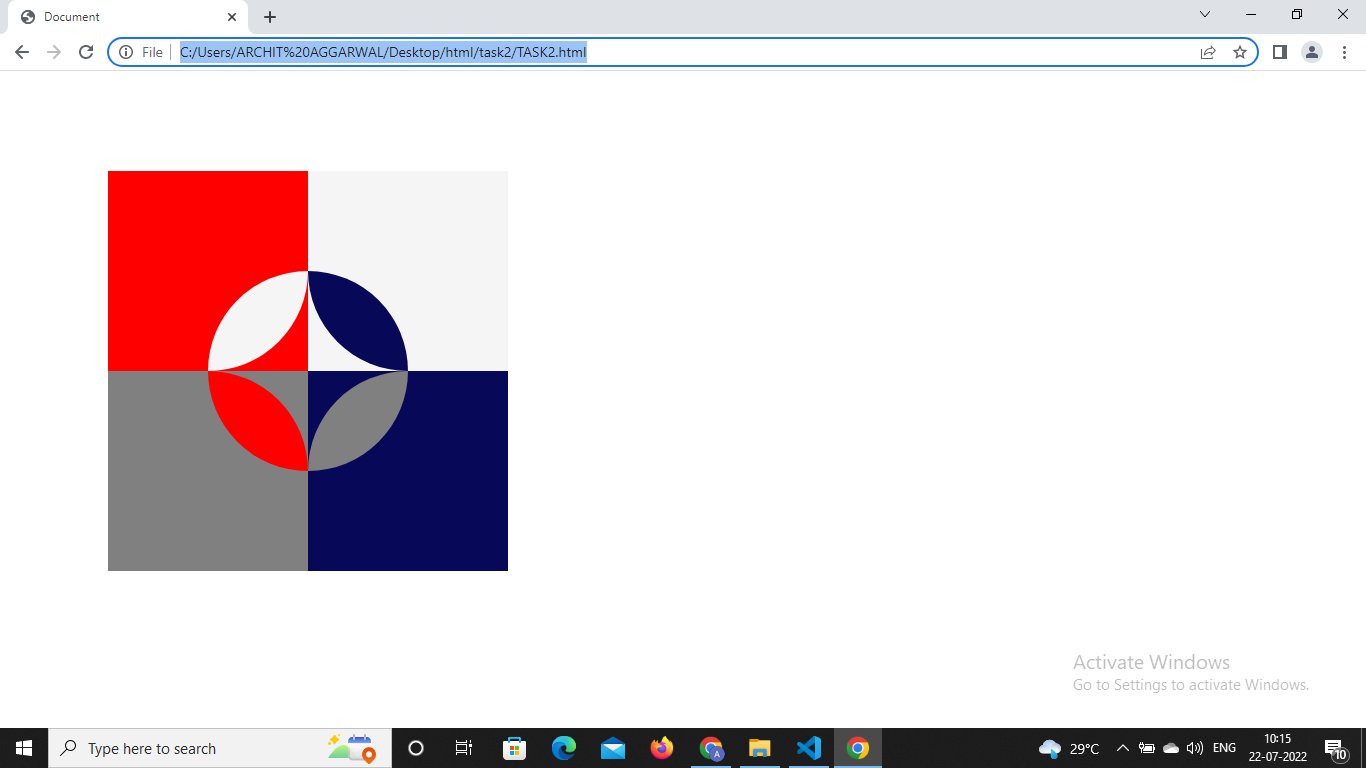 Document
File
C:/Users/ARCHIT%20AGGARWAL/Desktop/html/task2/TASK2.html
Activate Windows
Go to Settings to activate Windows.
Type here to search
A
29°C
ENG
10:15
22-07-2022
10